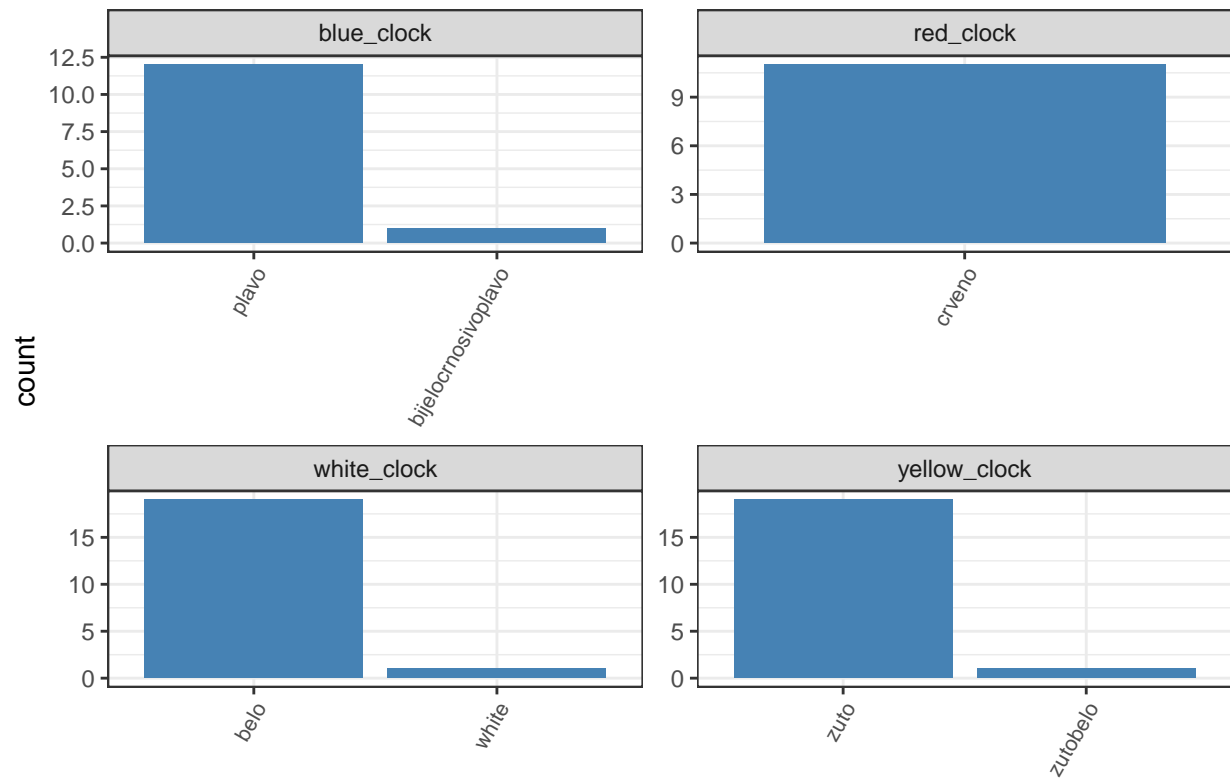 blue_clock
12.5
10.0
7.5
5.0
2.5
0.0
plavo
bijelocrnosivoplavo
red_clock
9
6
3
0
crveno
count
white_clock
15
10
5
0
belo
white
yellow_clock
15
10
5
0
zuto
zutobelo